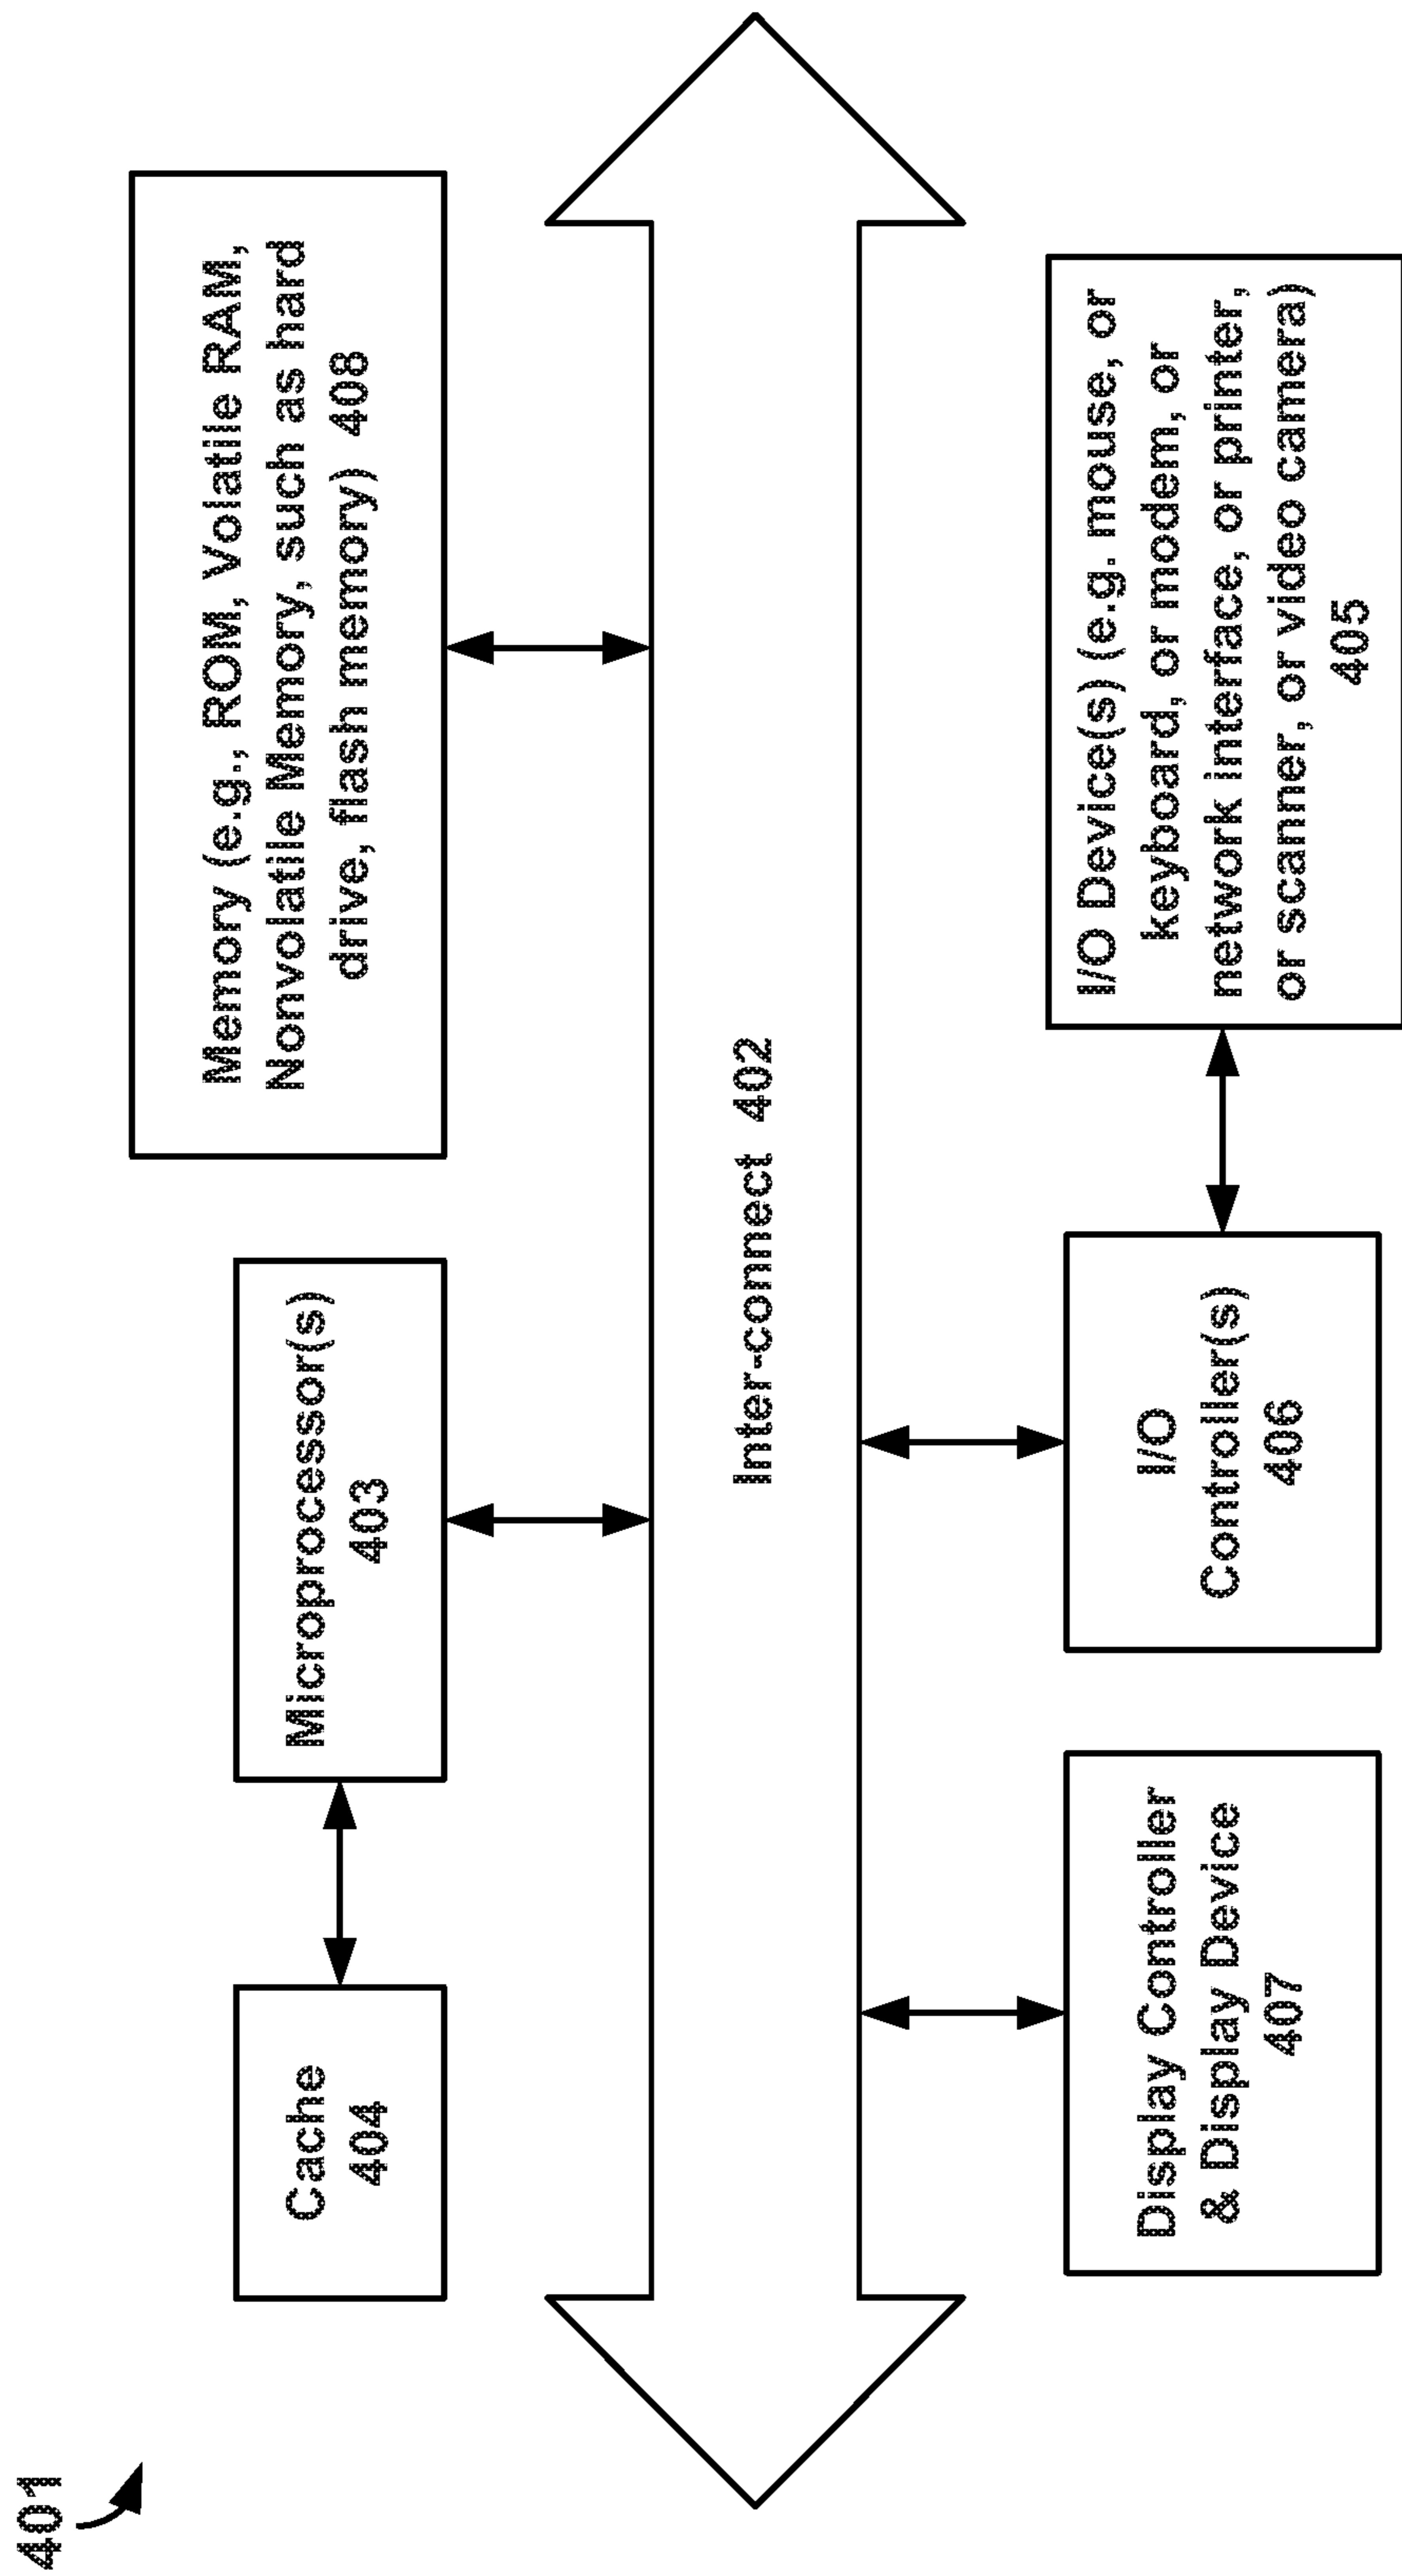 401
Cache
404
Microprocessor(s)
403
Memory (e.g., ROM, Volatile RAM,
Nonvolatile Memory, such as hard
drive, flash memory) 408
Inter-connect 402
Display Controller
& Display Device
407
I/O
Controller(s)
406
I/O Device(s) (e.g. mouse, or
keyboard, or modem, or
network interface, or printer,
or scanner, or video camera)
405